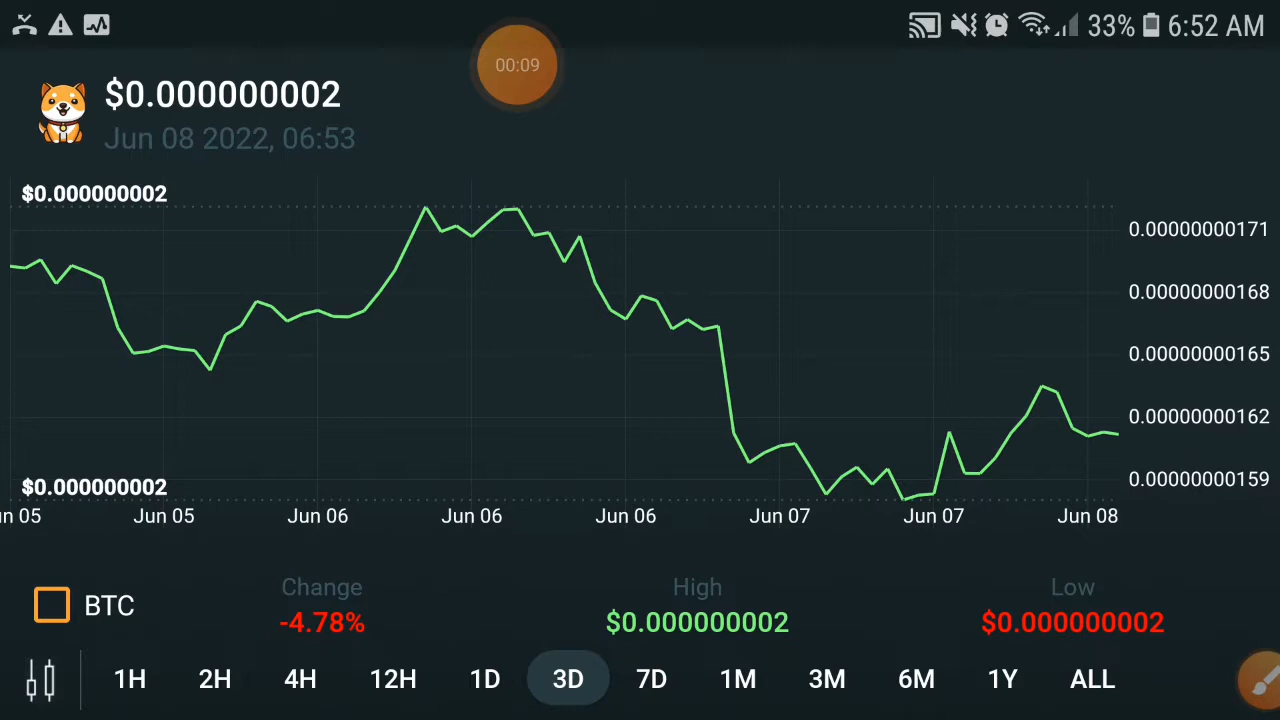 33% 6:52 AM
00:09
$0.000000002
Jun 08 2022, 06:53
$0.000000002
0.00000000171
0.00000000168
0.00000000165
0.00000000162
0.00000000159
$0.000000002
un 05 Jun 05 Jun 06 Jun 06 Jun 06 Jun 07 Jun 07 Jun 08
BTC
Change High Low
-4.78% $0.000000002 $0.000000002
1H 2H 4H 12H 1D 3D 7D 1M 3M 6M 1Y ALL